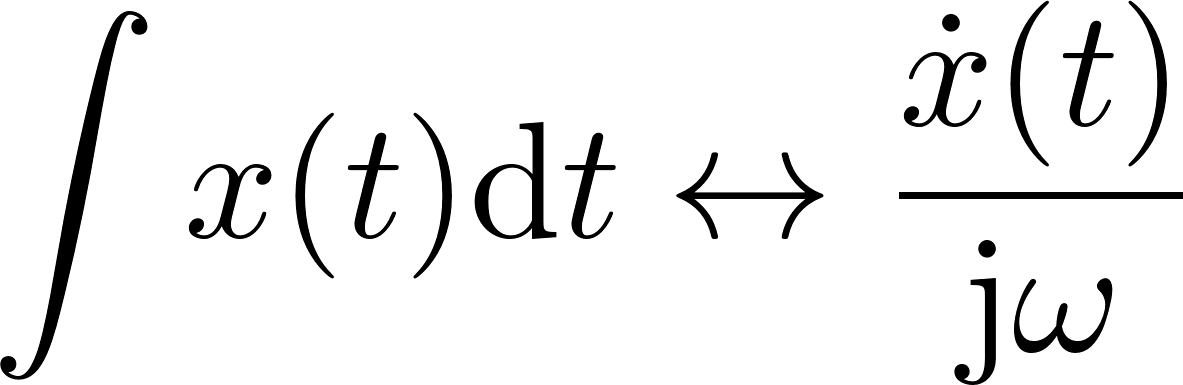 ∫ x(t)dt ↔ ẋ(t)/jω